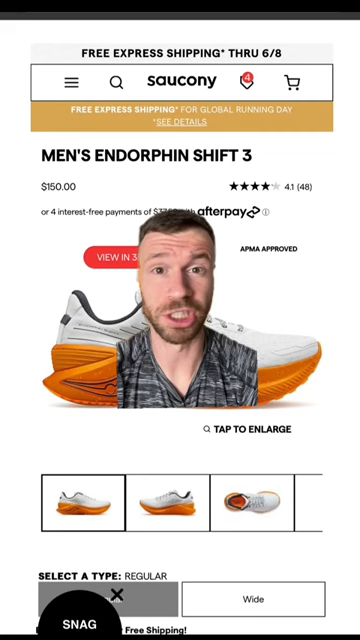 FREE EXPRESS SHIPPING* THRU 6/8
saucony
4
FREE EXPRESS SHIPPING* FOR GLOBAL RUNNING DAY
*SEE DETAILS
MEN'S ENDORPHIN SHIFT 3
$150.00
4.1 (48)
or 4 interest-free payments of with afterpay
VIEW IN
APMA APPROVED
TAP TO ENLARGE
SELECT A TYPE: REGULAR
Wide
SNAG
Free Shipping!